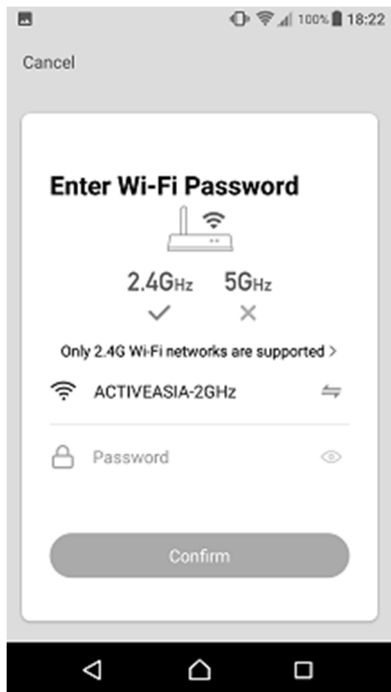 100% 18:22
Cancel
Enter Wi-Fi Password
2.4GHz 5GHz
Only 2.4G Wi-Fi networks are supported >
ACTIVEASIA-2GHz
Password
Confirm